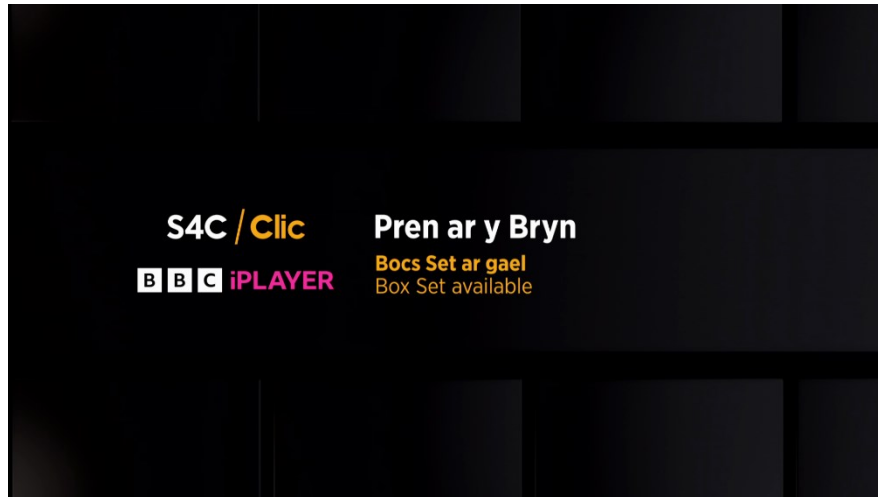 S4C/Clic
BBC iPLAYER
Pren ar y Bryn
Bocs Set ar gael
Box Set available